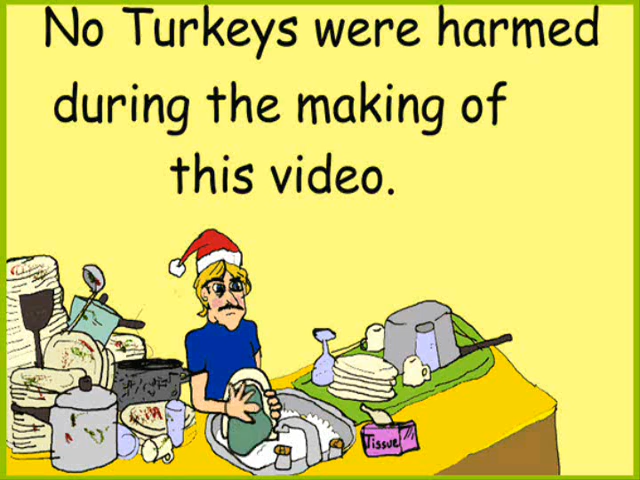 No Turkeys were harmed
during the making of
this video.
Tissue